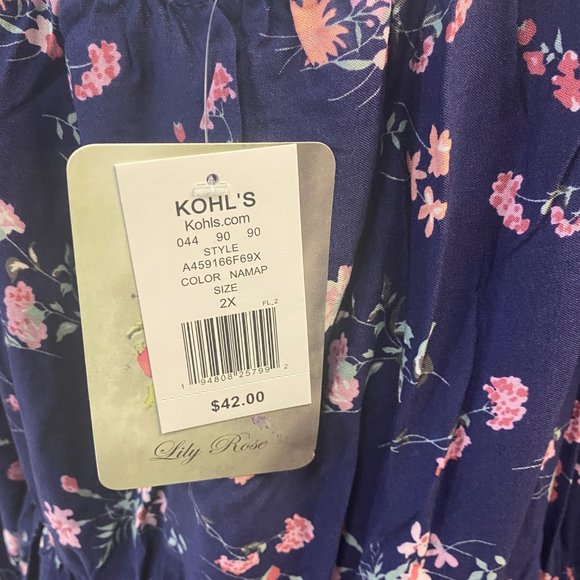 KOHL'S
Kohls.com
044 90 90
STYLE
A459166F69X
COLOR NAMAP
SIZE
2X
FL_2
1 94808 25799 2
$42.00
Lily Rose